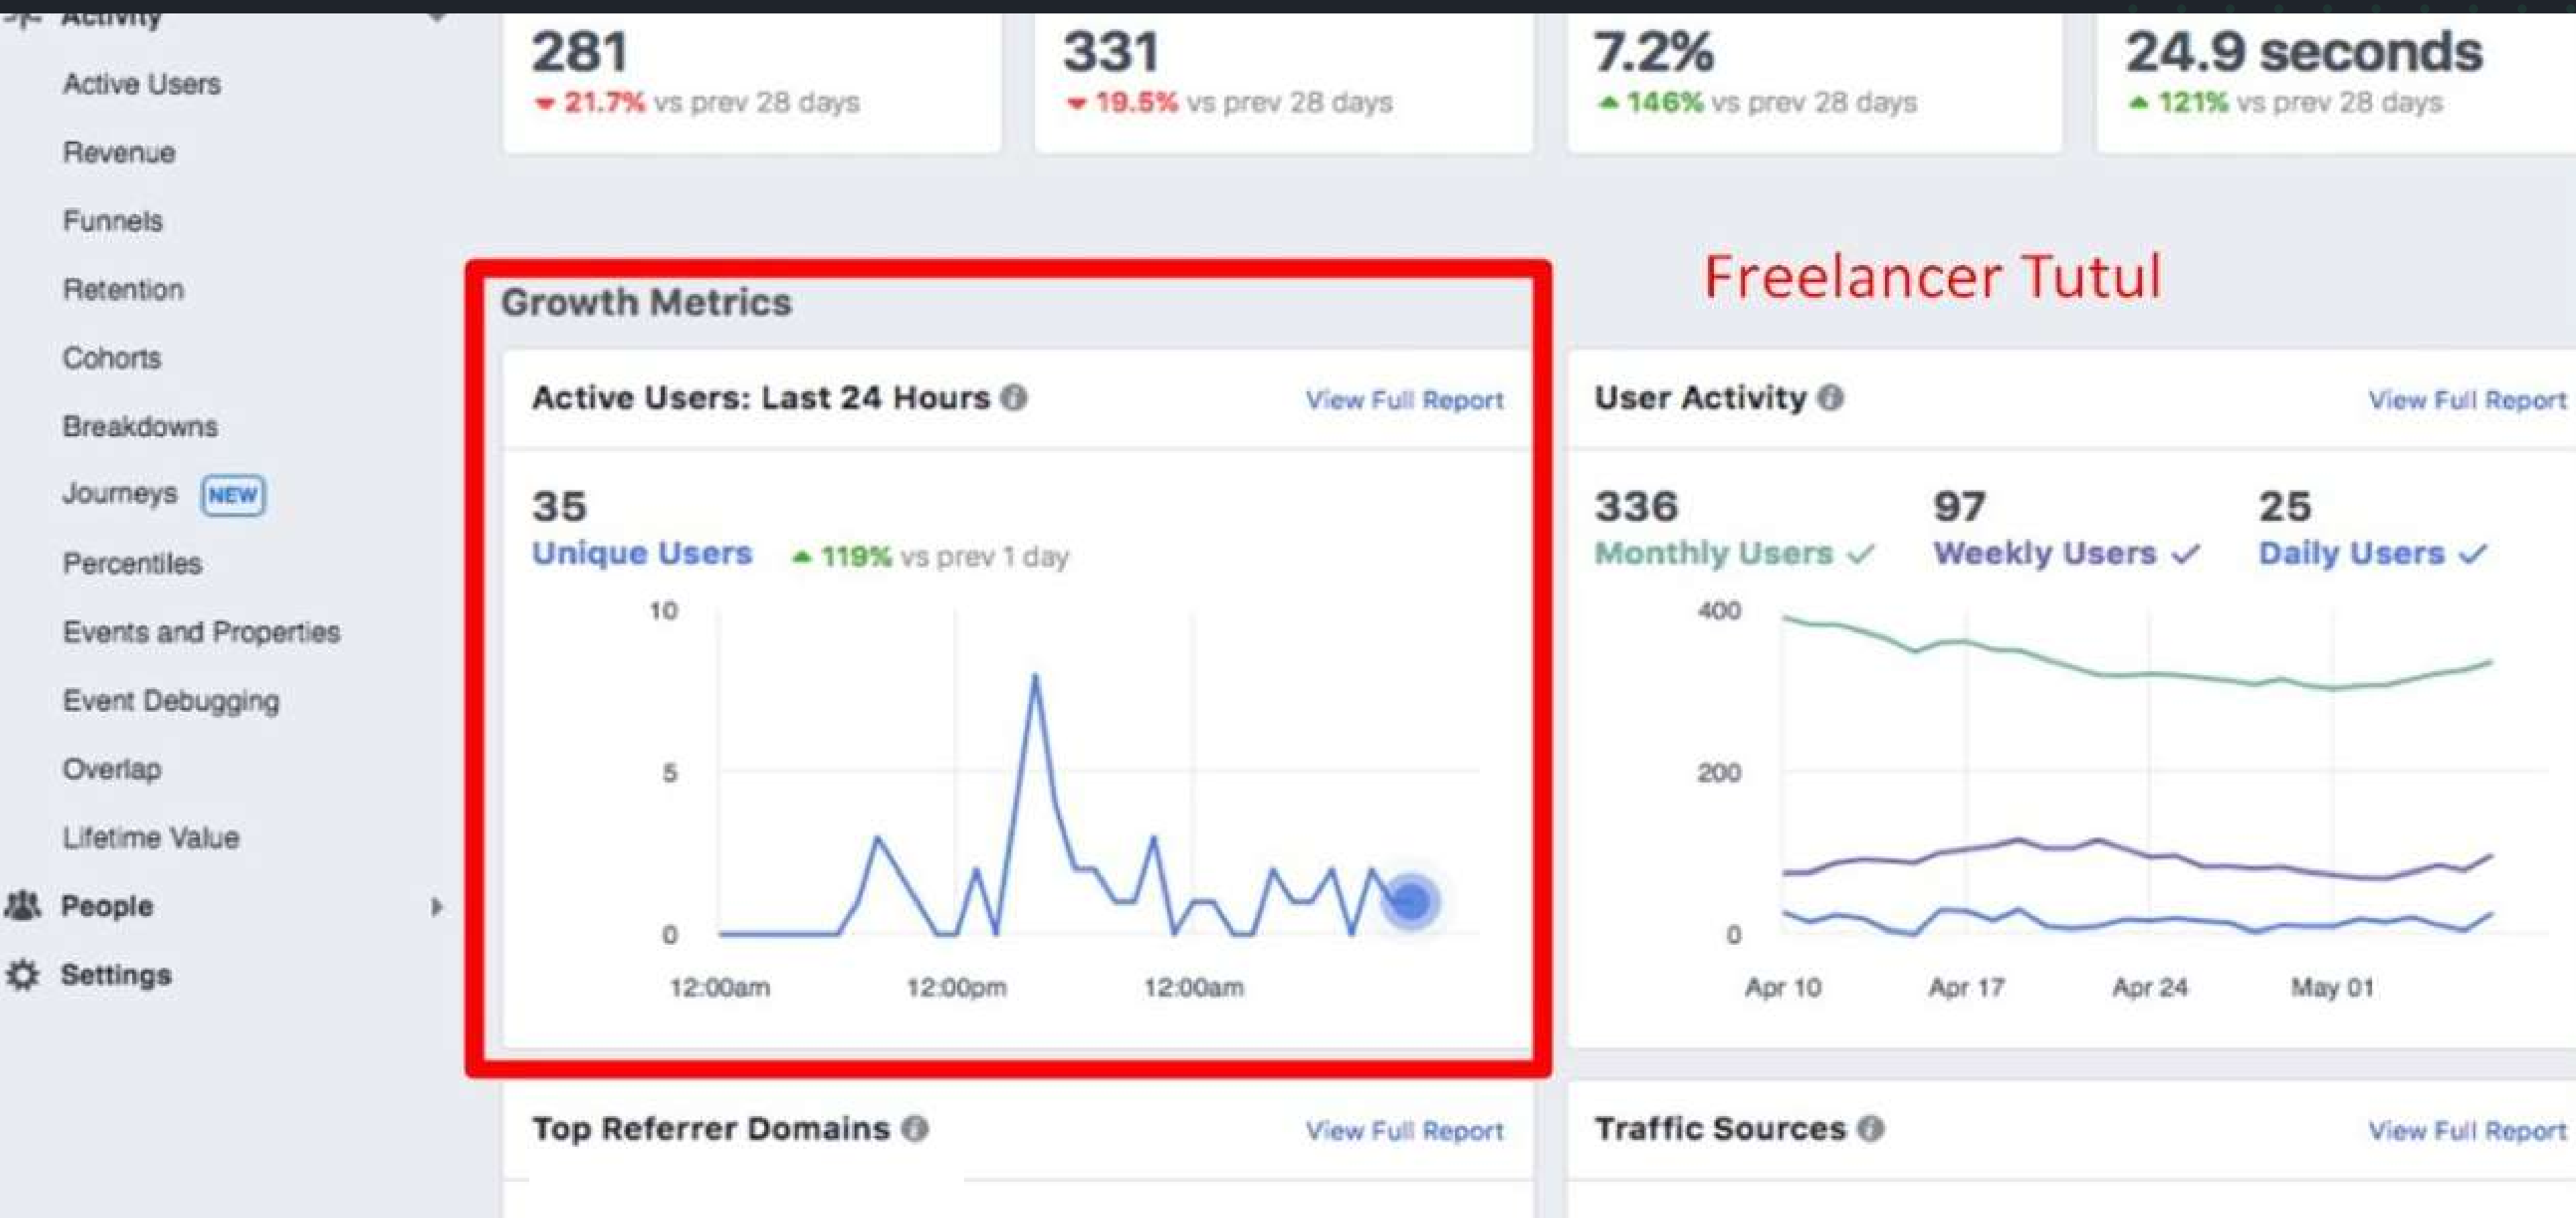 Activity
Active Users
Revenue
Funnels
Retention
Cohorts
Breakdowns
Journeys NEW
Percentiles
Events and Properties
Event Debugging
Overlap
Lifetime Value
People
Settings
281
21.7% vs prev 28 days
331
19.5% vs prev 28 days
7.2%
146% vs prev 28 days
24.9 seconds
121% vs prev 28 days
Freelancer Tutul
Growth Metrics
Active Users: Last 24 Hours
View Full Report
35
Unique Users 119% vs prev 1 day
10
5
0
12:00am 12:00pm 12:00am
User Activity
View Full Report
336 97 25
Monthly Users Weekly Users Daily Users
400
200
0
Apr 10 Apr 17 Apr 24 May 01
Top Referrer Domains
View Full Report
Traffic Sources
View Full Report